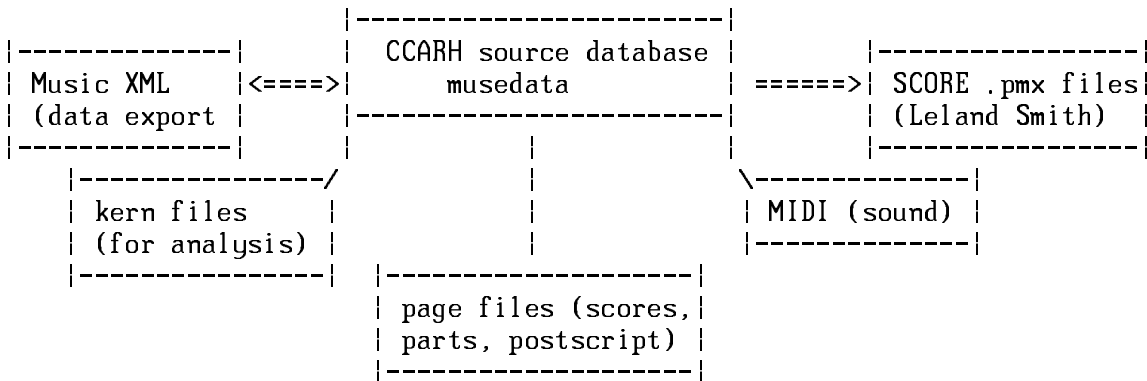 CCARH source database
musedata
Music XML
(data export
<====>
======>
SCORE .pmx files
(Leland Smith)
kern files
(for analysis)
MIDI (sound)
page files (scores,
parts, postscript)